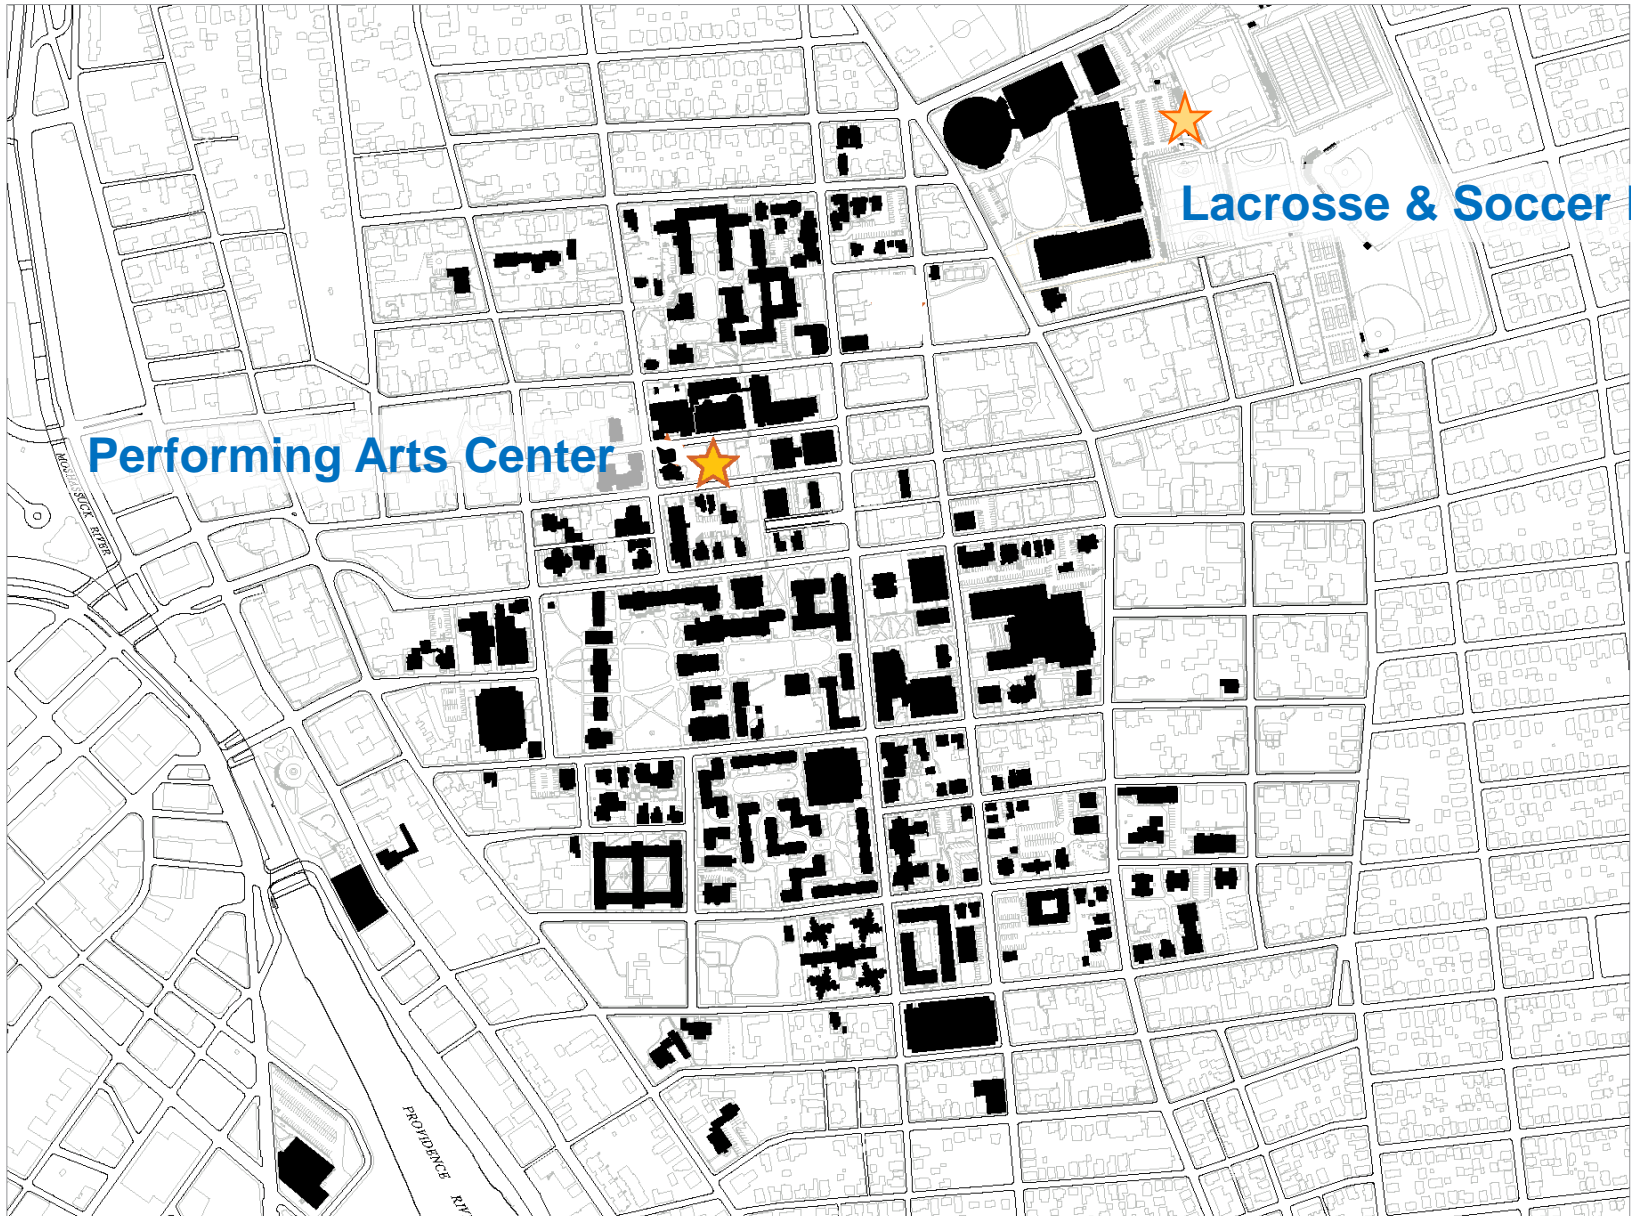 Lacrosse & Soccer
Performing Arts Center
MOSHASSUCK RIVER
PROVIDENCE